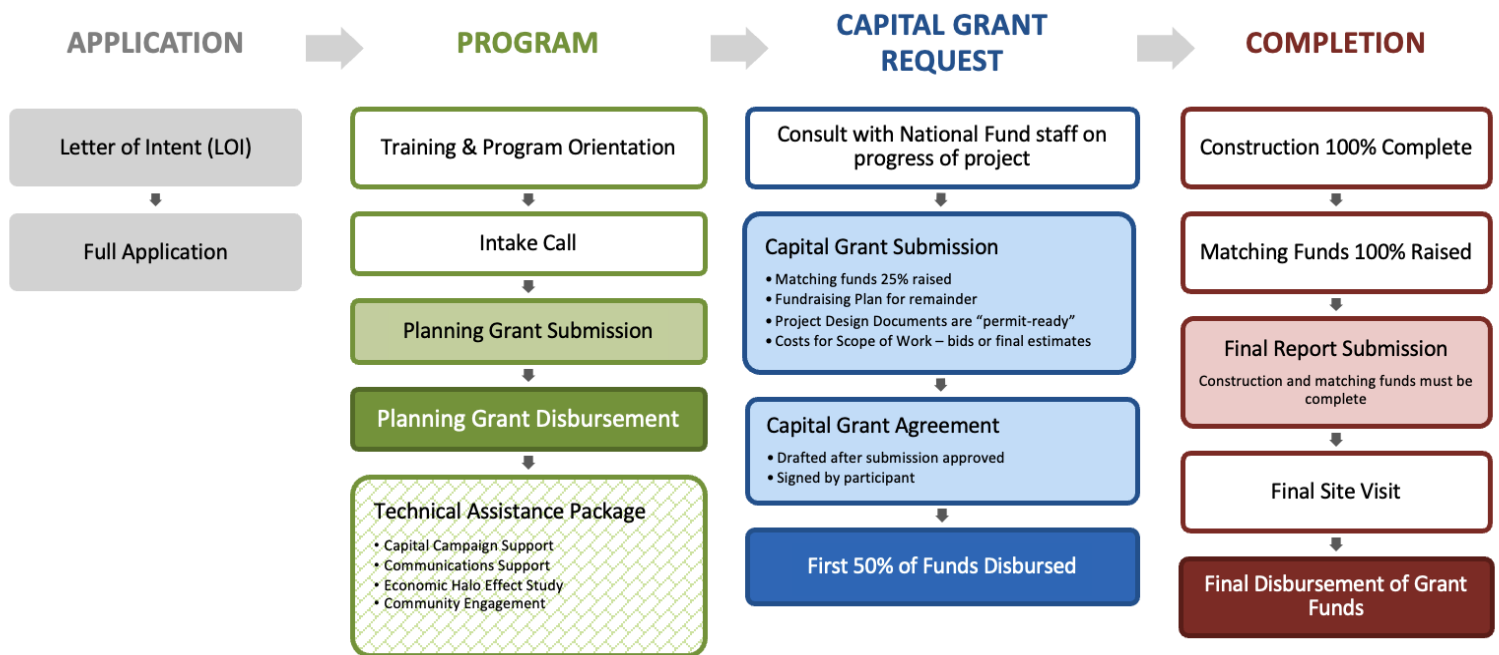 APPLICATION
Letter of Intent (LOI)
Full Application
PROGRAM
Training & Program Orientation
Intake Call
Planning Grant Submission
Planning Grant Disbursement
Technical Assistance Package
• Capital Campaign Support
• Communications Support
• Economic Halo Effect Study
• Community Engagement
CAPITAL GRANT
REQUEST
Consult with National Fund staff on
progress of project
Capital Grant Submission
• Matching funds 25% raised
• Fundraising Plan for remainder
• Project Design Documents are “permit-ready”
• Costs for Scope of Work – bids or final estimates
Capital Grant Agreement
• Drafted after submission approved
• Signed by participant
First 50% of Funds Disbursed
COMPLETION
Construction 100% Complete
Matching Funds 100% Raised
Final Report Submission
Construction and matching funds must be
complete
Final Site Visit
Final Disbursement of Grant
Funds